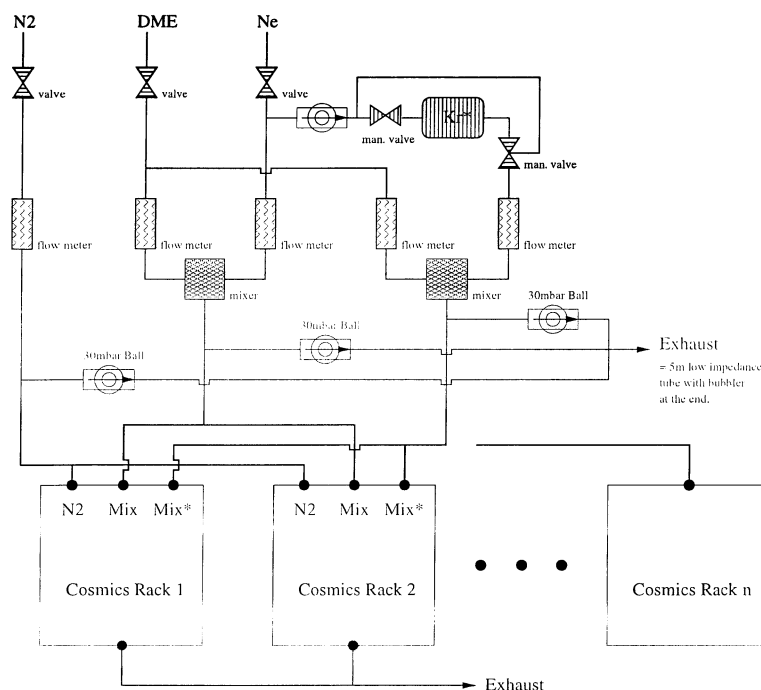 N2 DME Ne
valve valve valve
man. valve
Kr*
man. valve
flow meter flow meter flow meter flow meter flow meter
mixer mixer
30mbar Ball
30mbar Ball
30mbar Ball
Exhaust
= 5m low impedance
tube with bubbler
at the end.
N2 Mix Mix* N2 Mix Mix*
Cosmics Rack 1 Cosmics Rack 2 Cosmics Rack n
Exhaust